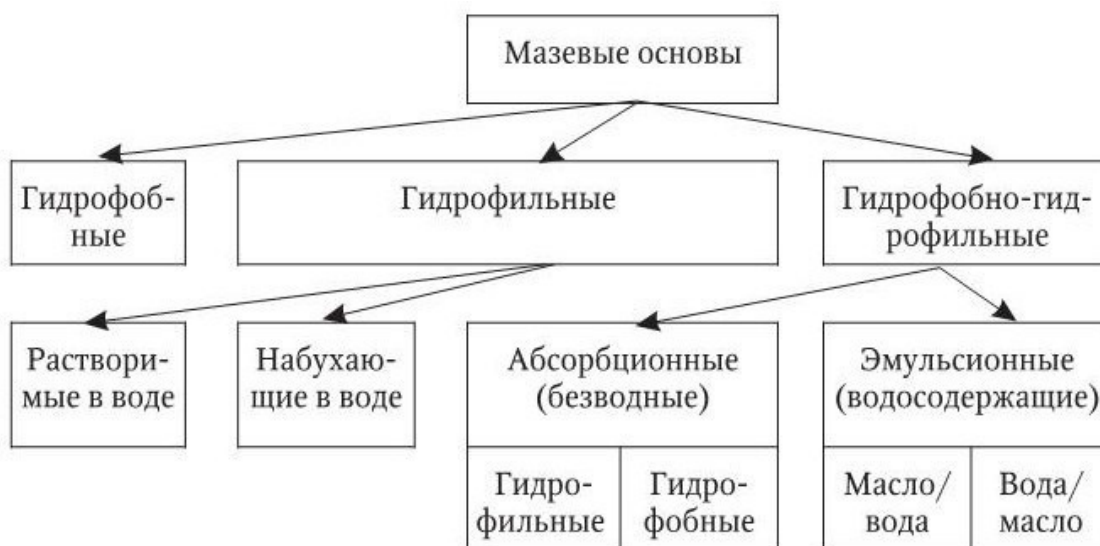 Мазевые основы
Гидрофоб-
ные
Гидрофильные
Гидрофобно-гид-
рофильные
Раствори-
мые в воде
Набухаю-
щие в воде
Абсорбционные
(безводные)
Эмульсионные
(водосодержащие)
Гидро-
фильные
Гидро-
фобные
Масло/
вода
Вода/
масло